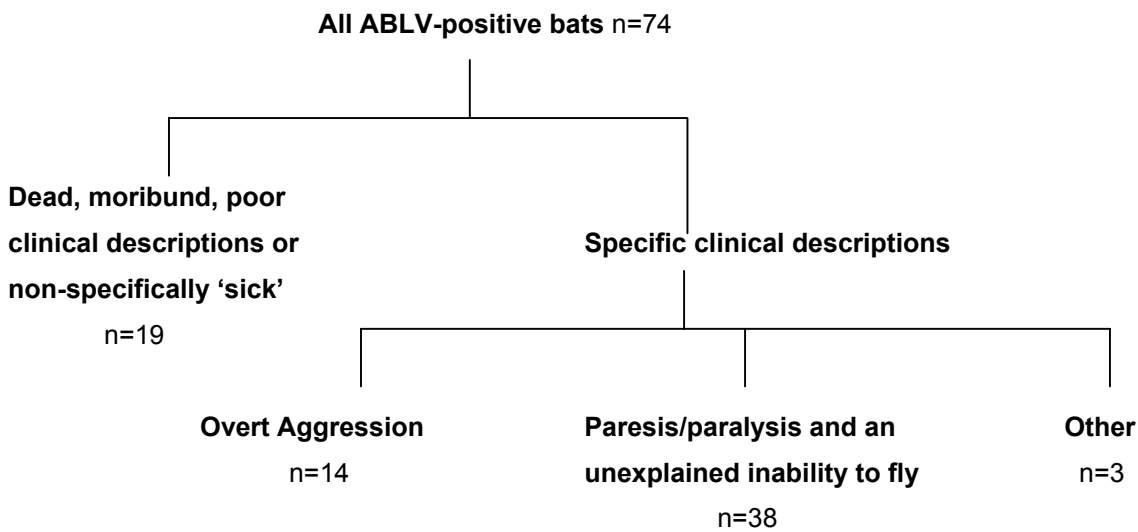 All ABLV-positive bats n=74
Dead, moribund, poor
clinical descriptions or
non-specifically ‘sick’
n=19
Specific clinical descriptions
Overt Aggression
n=14
Paresis/paralysis and an
unexplained inability to fly
n=38
Other
n=3